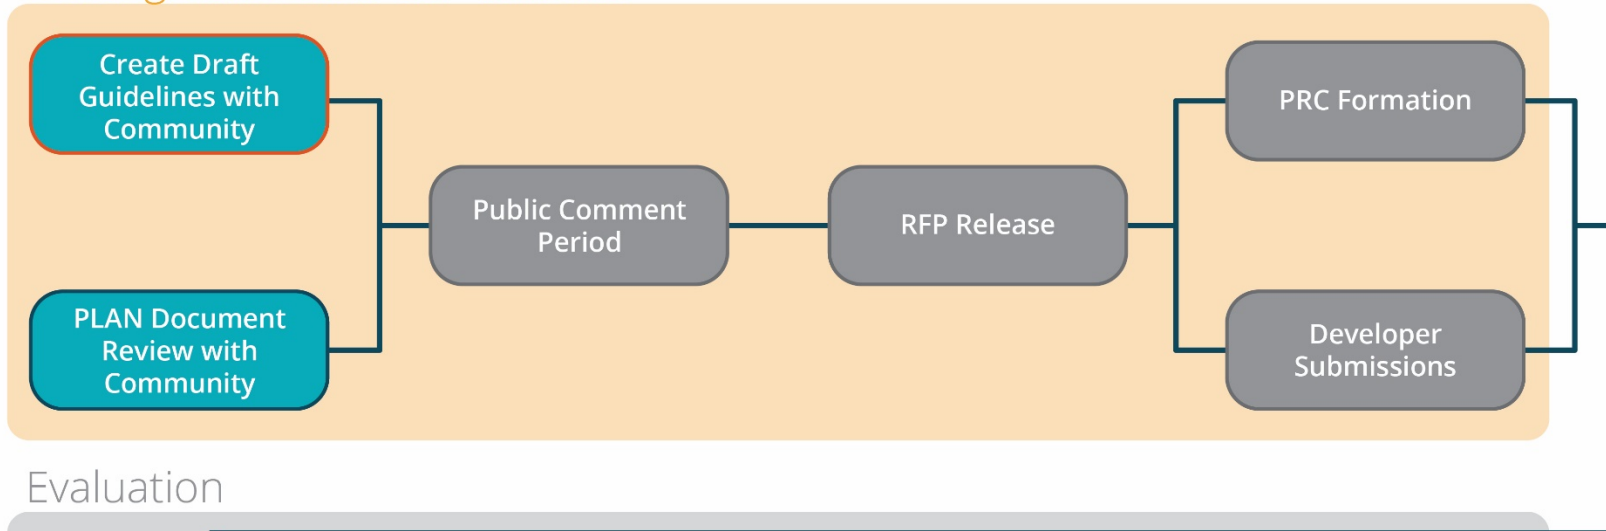 Create Draft
Guidelines with
Community
PLAN Document
Review with
Community
Public Comment
Period
RFP Release
PRC Formation
Developer
Submissions
Evaluation